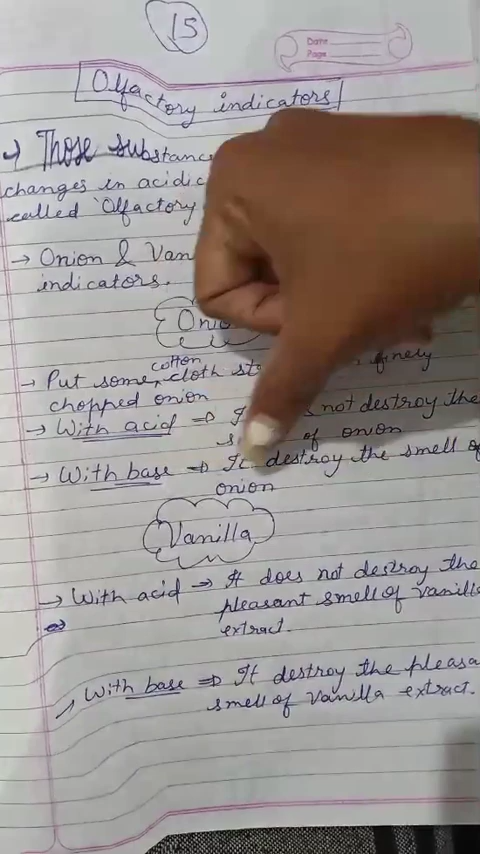 15
Date
Page
Olfactory indicators
→ Those substanc
changes in acidic
called 'Olfactory
→ Onion & Van
indicators.
Onio
cotton
→ Put some, cloth st finely
chopped onion
→ With acid ⇒ I s not destroy the
s of onion
→ With base ⇒ It destroy the smell of
onion
Vanilla
→ With acid → It does not destroy the
pleasant smell of vanilla
extract.
→ With base ⇒ It destroy the pleasa
smell of vanilla extract.